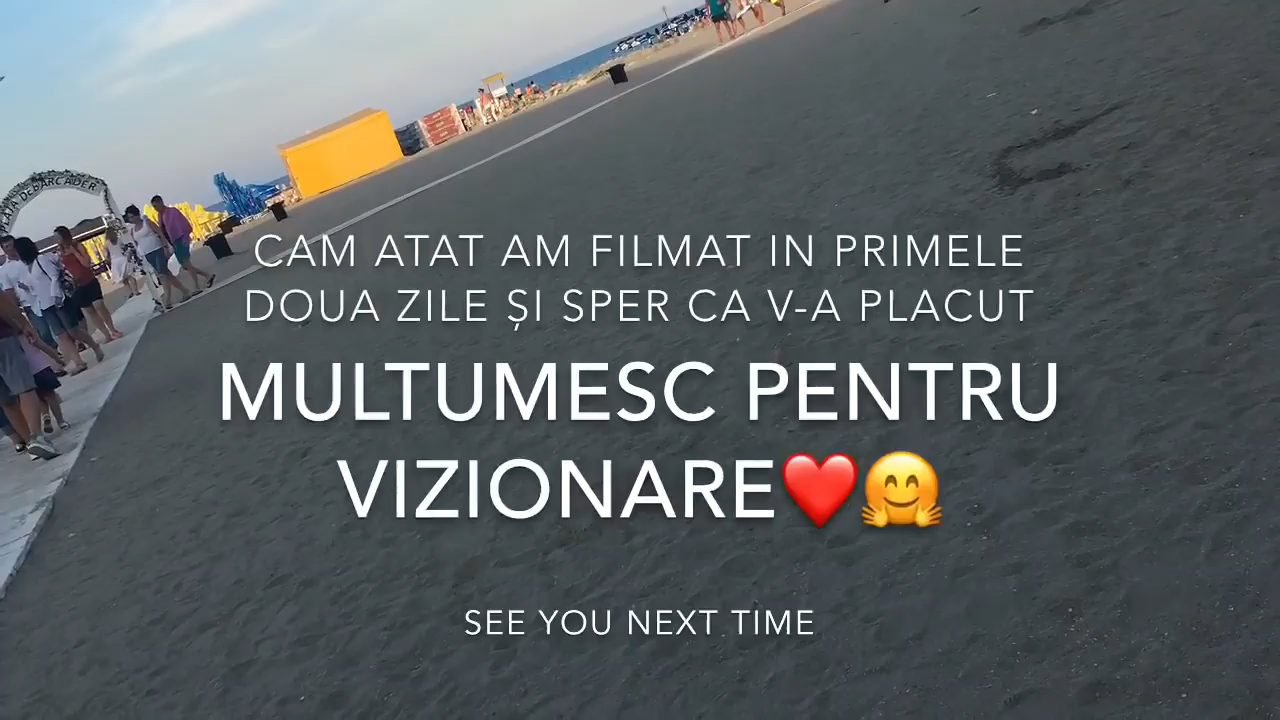 DEBARCADER
CAM ATAT AM FILMAT IN PRIMELE
DOUA ZILE ȘI SPER CA V-A PLACUT
MULTUMESC PENTRU
VIZIONARE❤️🤗
SEE YOU NEXT TIME